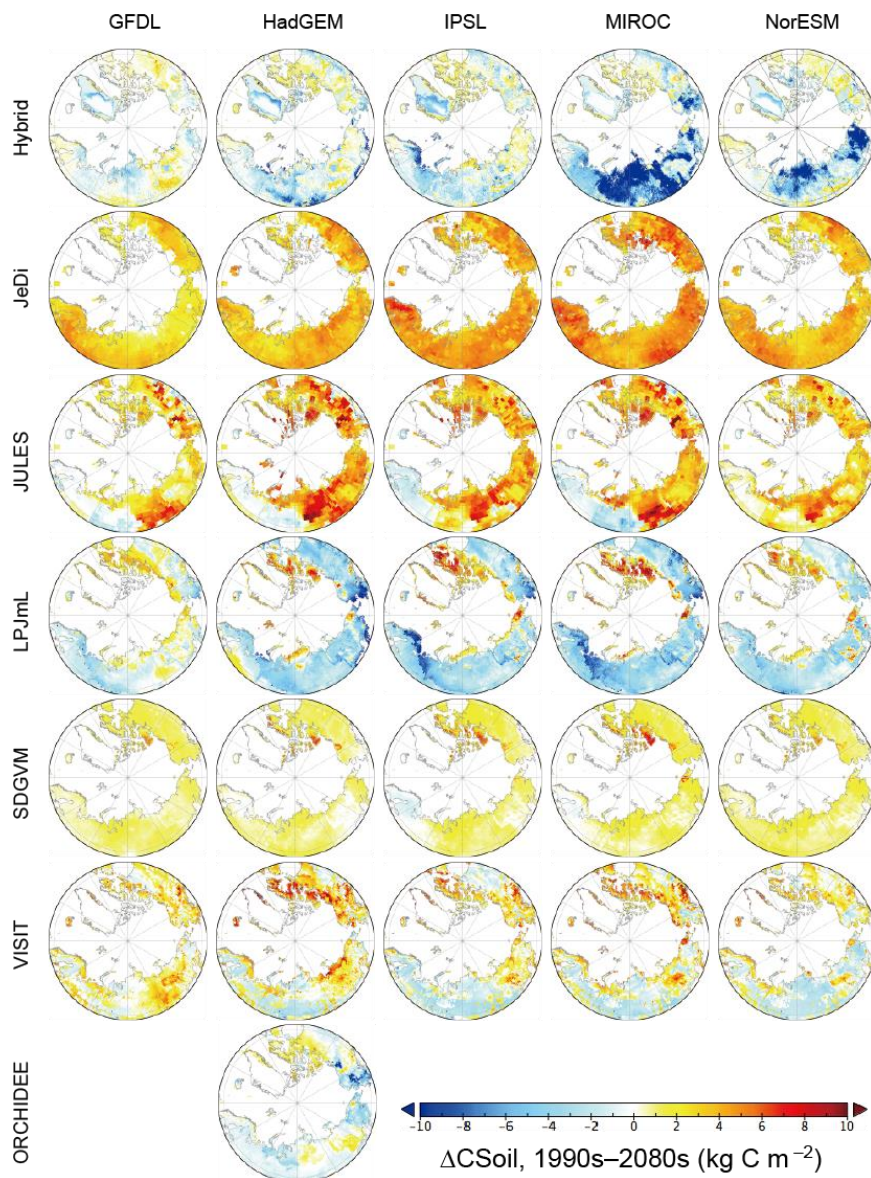 GFDL HadGEM IPSL MIROC NorESM
Hybrid
JeDi
JULES
LPJmL
SDGVM
VISIT
ORCHIDEE
-10 -8 -6 -4 -2 0 2 4 6 8 10
ΔCSoil, 1990s–2080s (kg C m⁻²)